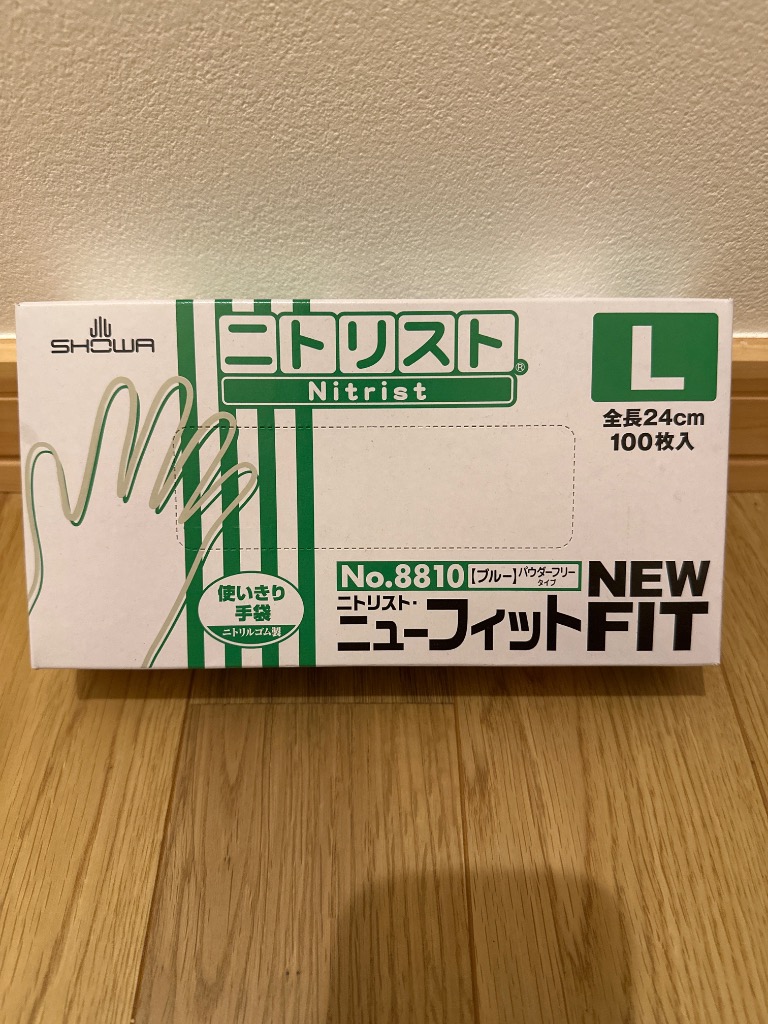 SHOWA
ニトリスト®
Nitrist
L
全長24cm
100枚入
使いきり
手袋
ニトリルゴム製
No.8810【ブルー】パウダーフリー
タイプ
ニトリスト・
ニューフィット
NEW
FIT